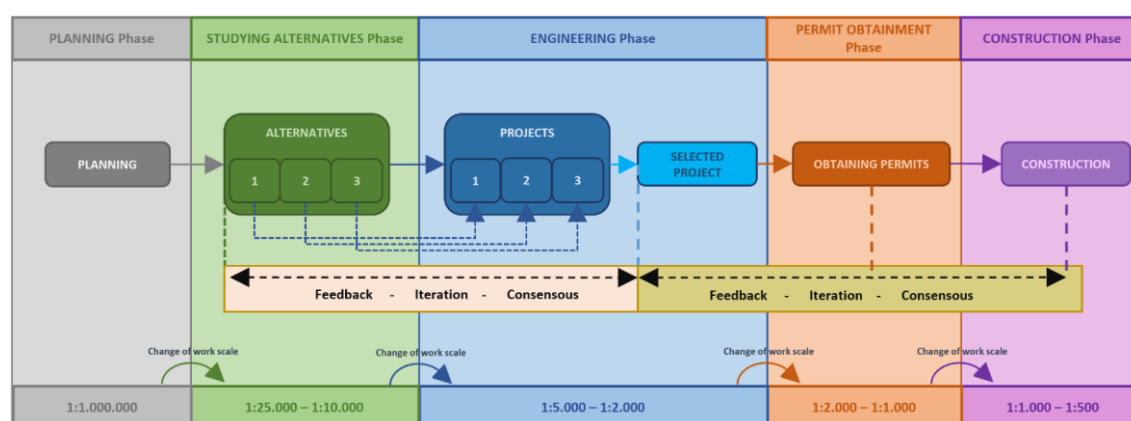 PLANNING Phase
STUDYING ALTERNATIVES Phase
ENGINEERING Phase
PERMIT OBTAINMENT
Phase
CONSTRUCTION Phase
PLANNING
ALTERNATIVES
1
2
3
PROJECTS
1
2
3
SELECTED
PROJECT
OBTAINING PERMITS
CONSTRUCTION
Feedback - Iteration - Consensous
Feedback - Iteration - Consensous
Change of work scale
Change of work scale
Change of work scale
Change of work scale
1:1.000.000
1:25.000 – 1:10.000
1:5.000 – 1:2.000
1:2.000 – 1:1.000
1:1.000 – 1:500